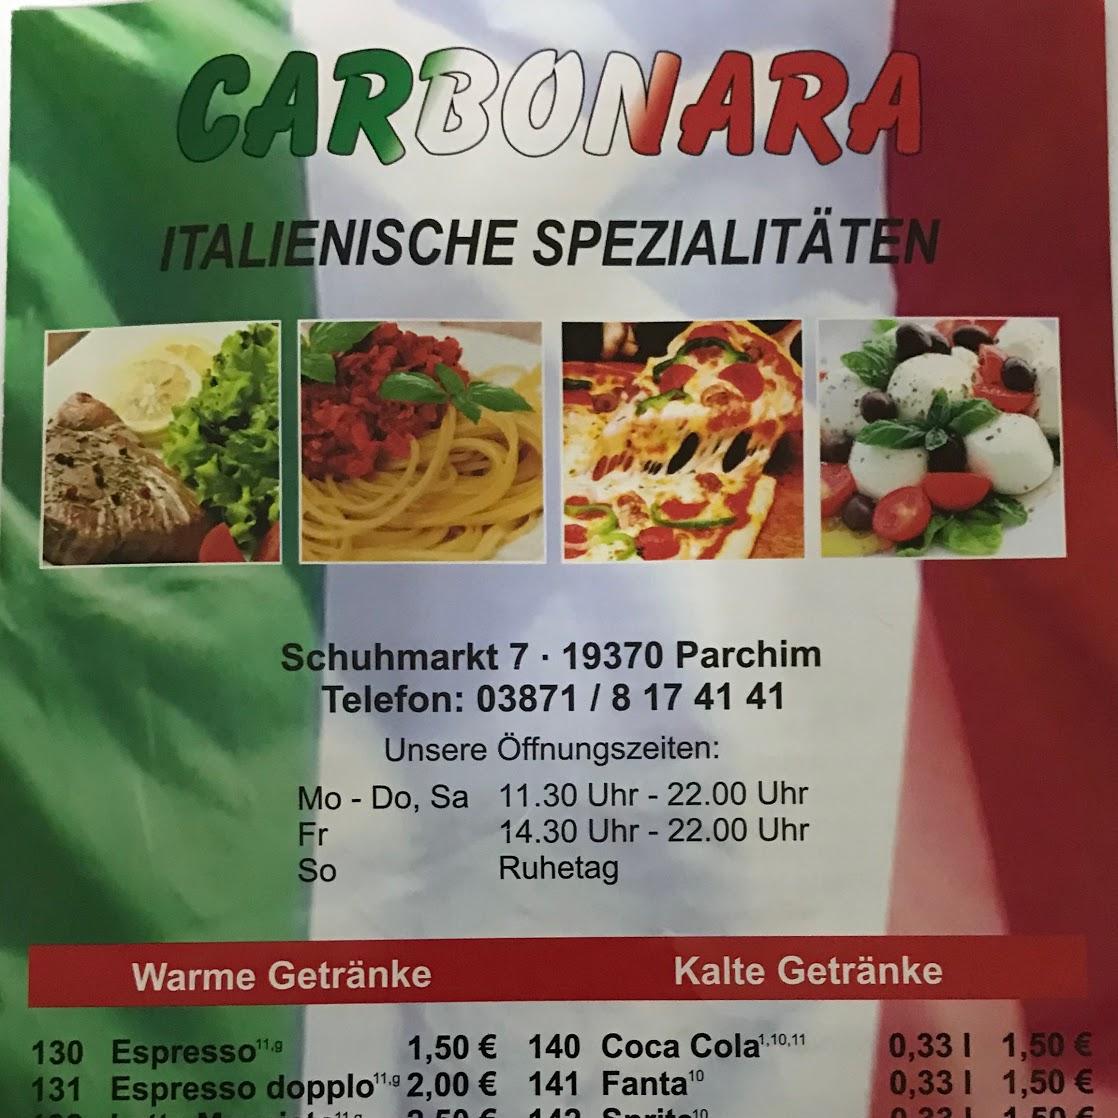 CARBONARA
ITALIENISCHE SPEZIALITÄTEN
Schuhmarkt 7 · 19370 Parchim
Telefon: 03871 / 8 17 41 41
Unsere Öffnungszeiten:
Mo - Do, Sa 11.30 Uhr - 22.00 Uhr
Fr 14.30 Uhr - 22.00 Uhr
So Ruhetag
Warme Getränke Kalte Getränke
130 Espresso11,g 1,50 € 140 Coca Cola1,10,11 0,33 l 1,50 €
131 Espresso dopplo11,g 2,00 € 141 Fanta10 0,33 l 1,50 €